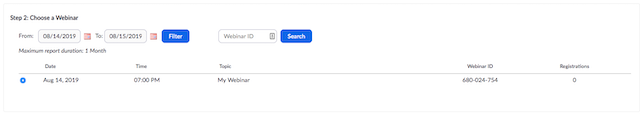 Step 2: Choose a Webinar
From: 08/14/2019 To: 08/15/2019 Filter Webinar ID Search
Maximum report duration: 1 Month
Date Time Topic Webinar ID Registrations
Aug 14, 2019 07:00 PM My Webinar 680-024-754 0